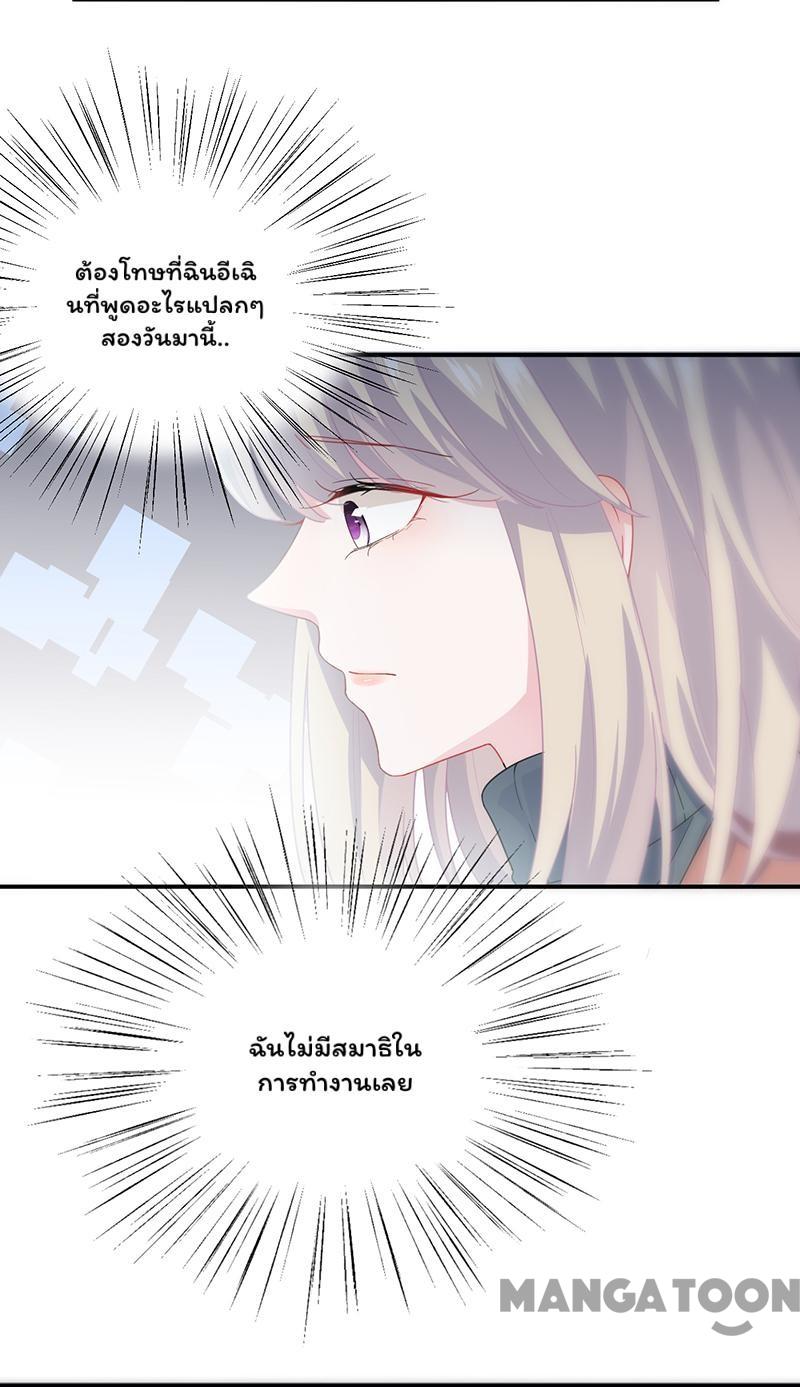 ต้องโทษที่ฉินอีเฉิ
นที่พูดอะไรแปลกๆ
สองวันมานี้..
ฉันไม่มีสมาธิใน
การทำงานเลย
MANGATOON